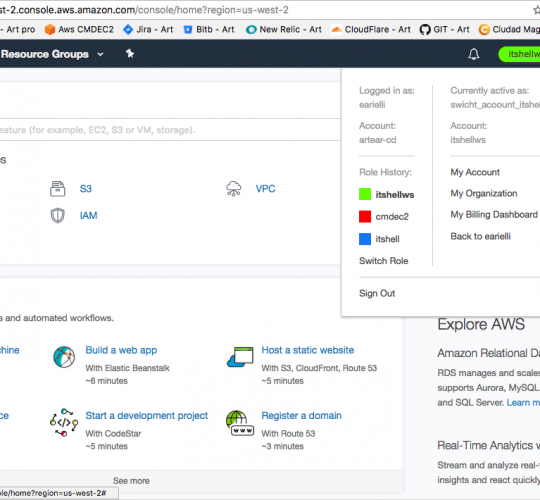 st-2.console.aws.amazon.com/console/home?region=us-west-2
- Art pro Aws CMDEC2 Jira - Art Bitb - Art New Relic - Art CloudFlare - Art GIT - Art Ciudad Mag
Resource Groups
itshellw
Logged in as:
earielli
Account:
artear-cd
Currently active as:
swicht_acoount_itshel
Account:
itshellws
eature (for example, EC2, S3 or VM, storage).
S3
VPC
IAM
Role History:
itshellws
cmdec2
itshell
Switch Role
Sign Out
My Account
My Organization
My Billing Dashboard
Back to earielli
s and automated workflows.
chine
Build a web app
With Elastic Beanstalk
~6 minutes
Host a static website
With S3, CloudFront, Route 53
~5 minutes
ce
Start a development project
With CodeStar
~5 minutes
Register a domain
With Route 53
~3 minutes
See more
Explore AWS
Amazon Relational Da
RDS manages and scales
supports Aurora, MySQL,
and SQL Server. Learn m
Real-Time Analytics v
Stream and analyze real-t
insights and react quickly
ole/home?region=us-west-2#